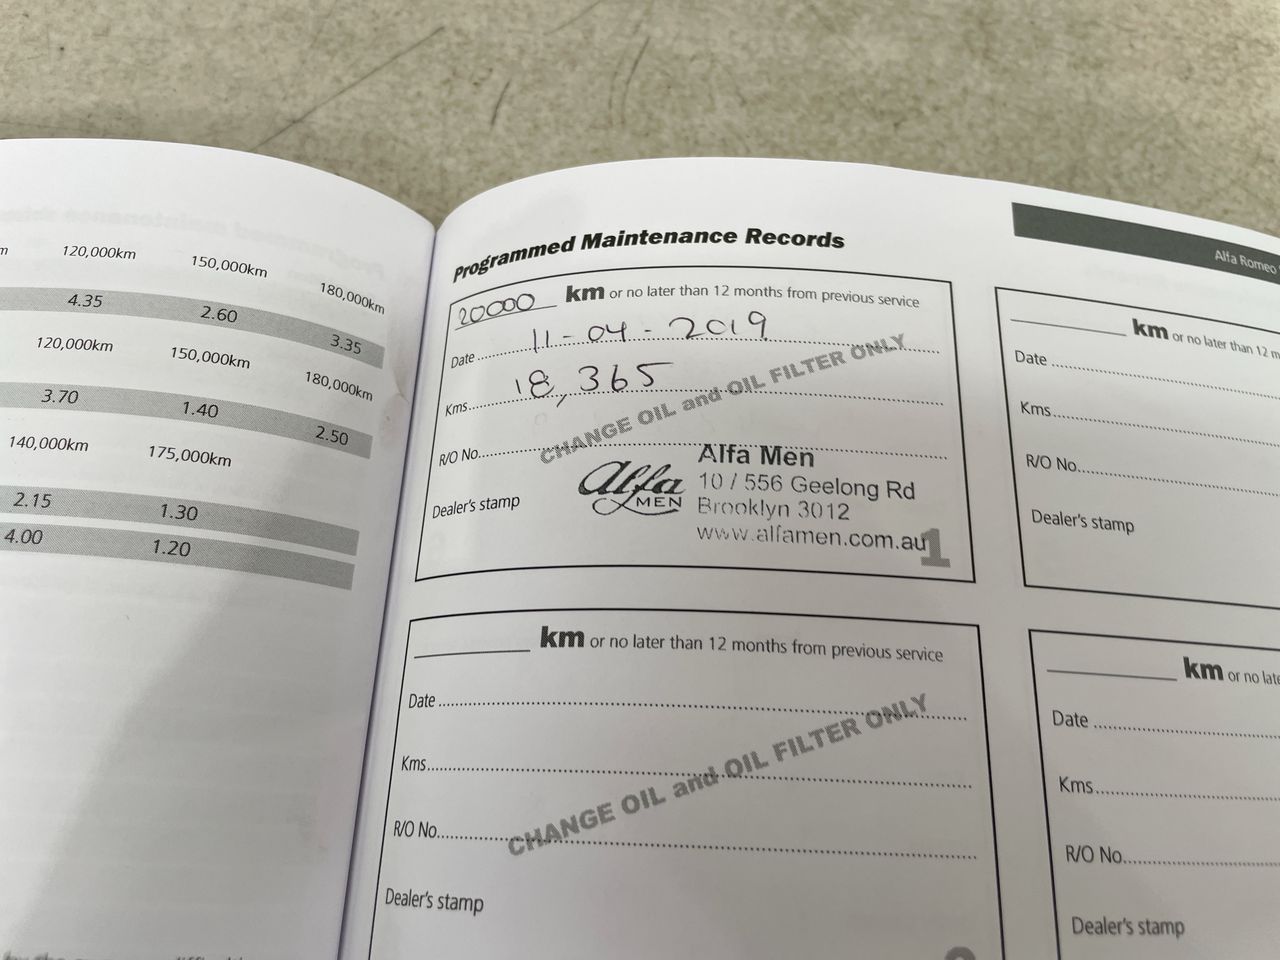 120,000km 150,000km 180,000km
4.35 2.60 3.35
120,000km 150,000km 180,000km
3.70 1.40 2.50
140,000km 175,000km
2.15 1.30
4.00 1.20
Programmed Maintenance Records
20000 km or no later than 12 months from previous service
Date 11-04-2019
Kms 18,365
R/O No.
CHANGE OIL and OIL FILTER ONLY
Dealer's stamp
Alfa MEN
Alfa Men
10 / 556 Geelong Rd
Brooklyn 3012
www.alfamen.com.au
1
km or no later than 12 months from previous service
Date
Kms
R/O No.
CHANGE OIL and OIL FILTER ONLY
Dealer's stamp
Alfa Romeo
km or no later than 12
Date
Kms
R/O No.
Dealer's stamp
km or no
Date
Kms
R/O No.
Dealer's stamp